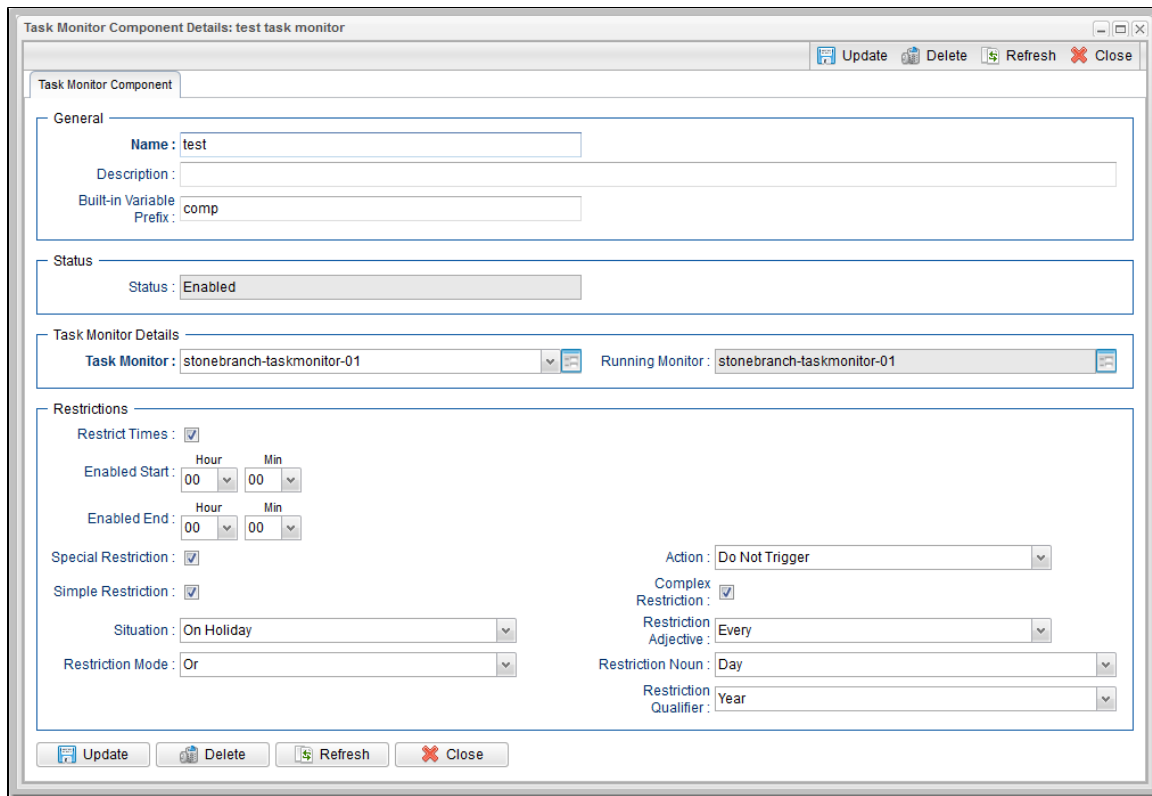 Task Monitor Component Details: test task monitor
Update Delete Refresh Close
Task Monitor Component
General
Name : test
Description :
Built-in Variable
Prefix : comp
Status
Status : Enabled
Task Monitor Details
Task Monitor : stonebranch-taskmonitor-01 Running Monitor : stonebranch-taskmonitor-01
Restrictions
Restrict Times :
Hour Min
Enabled Start : 00 00
Hour Min
Enabled End : 00 00
Special Restriction : Action : Do Not Trigger
Simple Restriction : Complex
Restriction :
Situation : On Holiday Restriction
Adjective : Every
Restriction Mode : Or Restriction Noun : Day
Restriction
Qualifier : Year
Update Delete Refresh Close